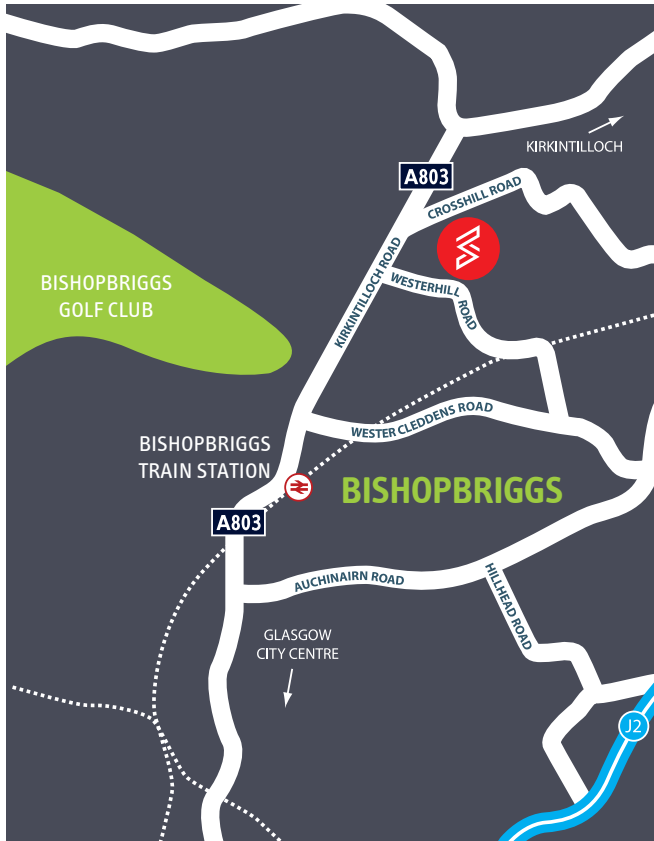 KIRKINTILLOCH
A803
CROSSHILL ROAD
KIRKINTILLOCH ROAD
WESTERHILL
ROAD
BISHOPBRIGGS
GOLF CLUB
WESTER CLEDDENS ROAD
BISHOPBRIGGS
TRAIN STATION
BISHOPBRIGGS
A803
AUCHINAIRN ROAD
HILLHEAD ROAD
GLASGOW
CITY CENTRE
J2